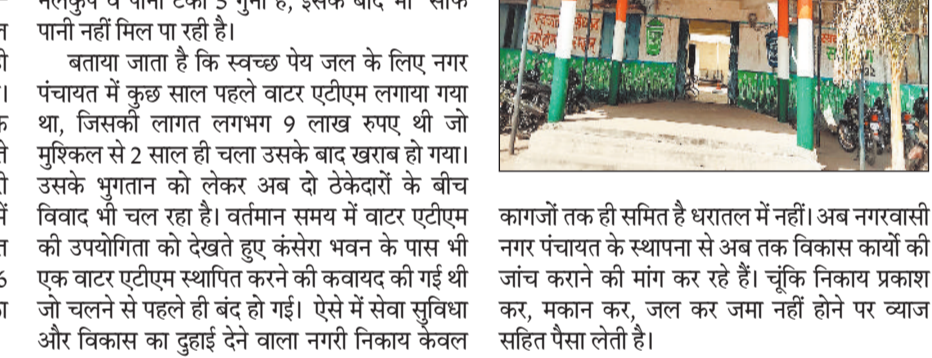 नलकूप व पानी टंकी 5 गुना है, इसके बाद भी साफ
पानी नहीं मिल पा रही है।
बताया जाता है कि स्वच्छ पेय जल के लिए नगर
पंचायत में कुछ साल पहले वाटर एटीएम लगाया गया
था, जिसकी लागत लगभग 9 लाख रुपए थी जो
मुश्किल से 2 साल ही चला उसके बाद खराब हो गया।
उसके भुगतान को लेकर अब दो ठेकेदारों के बीच
विवाद भी चल रहा है। वर्तमान समय में वाटर एटीएम
की उपयोगिता को देखते हुए कंसेरा भवन के पास भी
एक वाटर एटीएम स्थापित करने की कवायद की गई थी
जो चलने से पहले ही बंद हो गई। ऐसे में सेवा सुविधा
और विकास का दुहाई देने वाला नगरी निकाय केवल
कागजों तक ही समित है धरातल में नहीं। अब नगरवासी
नगर पंचायत के स्थापना से अब तक विकास कार्यो की
जांच कराने की मांग कर रहे हैं। चूंकि निकाय प्रकाश
कर, मकान कर, जल कर जमा नहीं होने पर व्याज
सहित पैसा लेती है।